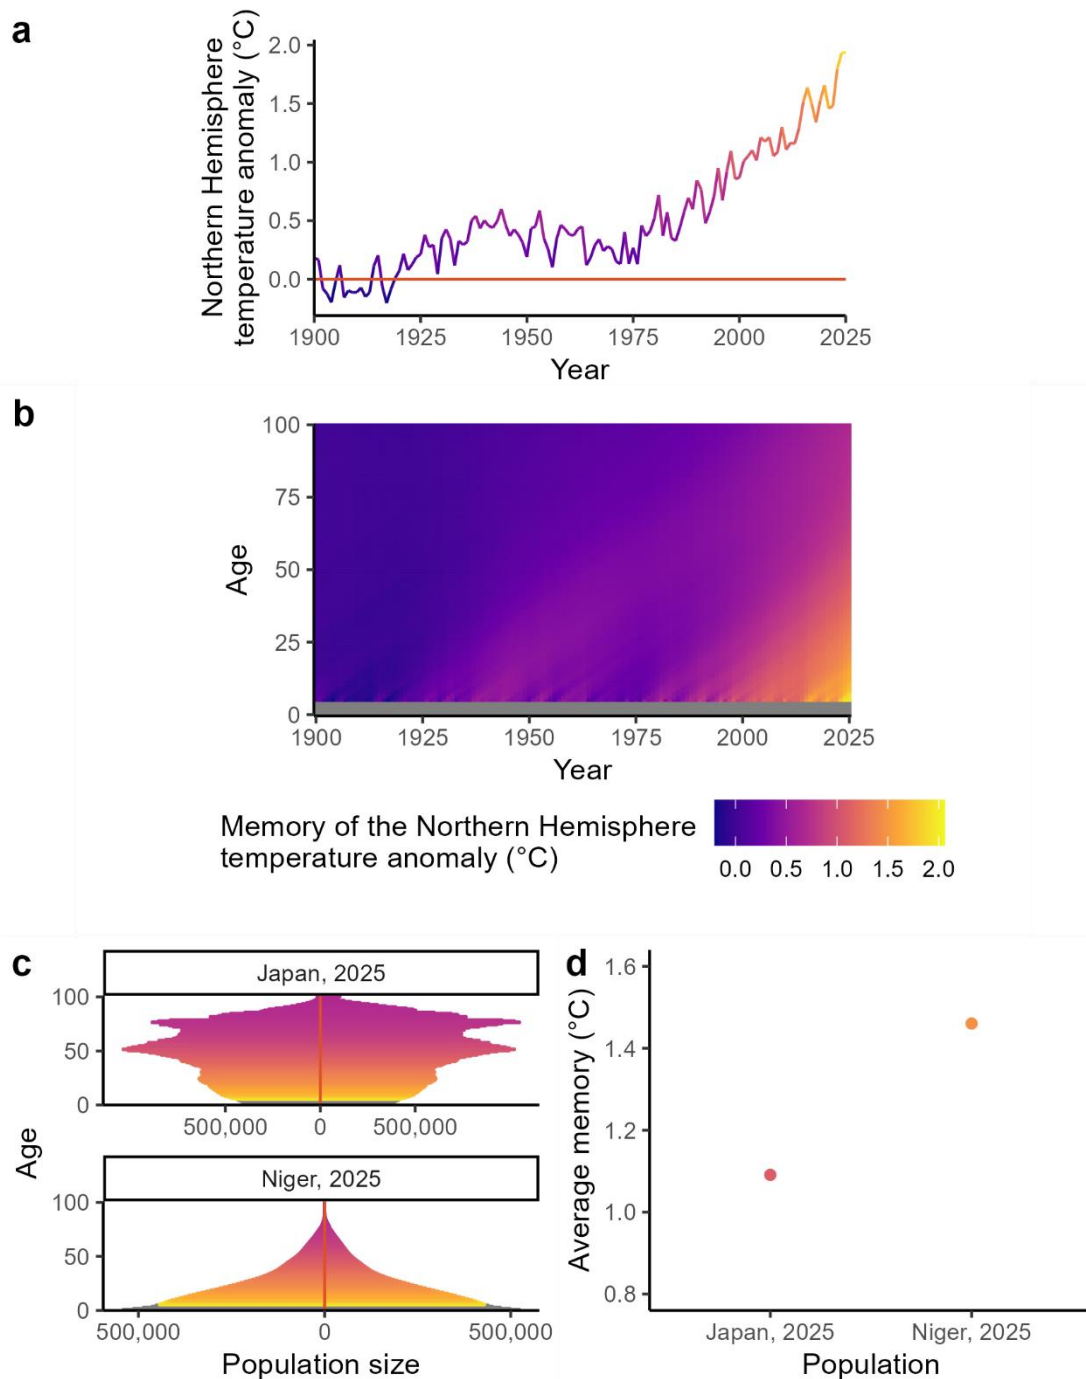 a
Northern Hemisphere
temperature anomaly (°C)
2.0
1.5
1.0
0.5
0.0
1900 1925 1950 1975 2000 2025
Year
b
Age
100
75
50
25
0
1900 1925 1950 1975 2000 2025
Year
Memory of the Northern Hemisphere
temperature anomaly (°C)
0.0 0.5 1.0 1.5 2.0
c
Age
Japan, 2025
100
50
0
500,000 0 500,000
Niger, 2025
100
50
0
500,000 0 500,000
Population size
d
Average memory (°C)
1.6
1.4
1.2
1.0
0.8
Japan, 2025 Niger, 2025
Population